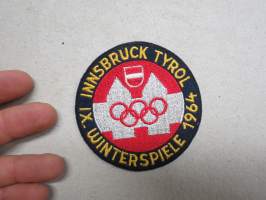 INNSBRUCK TYROL
IX. WINTERSPIELE 1964